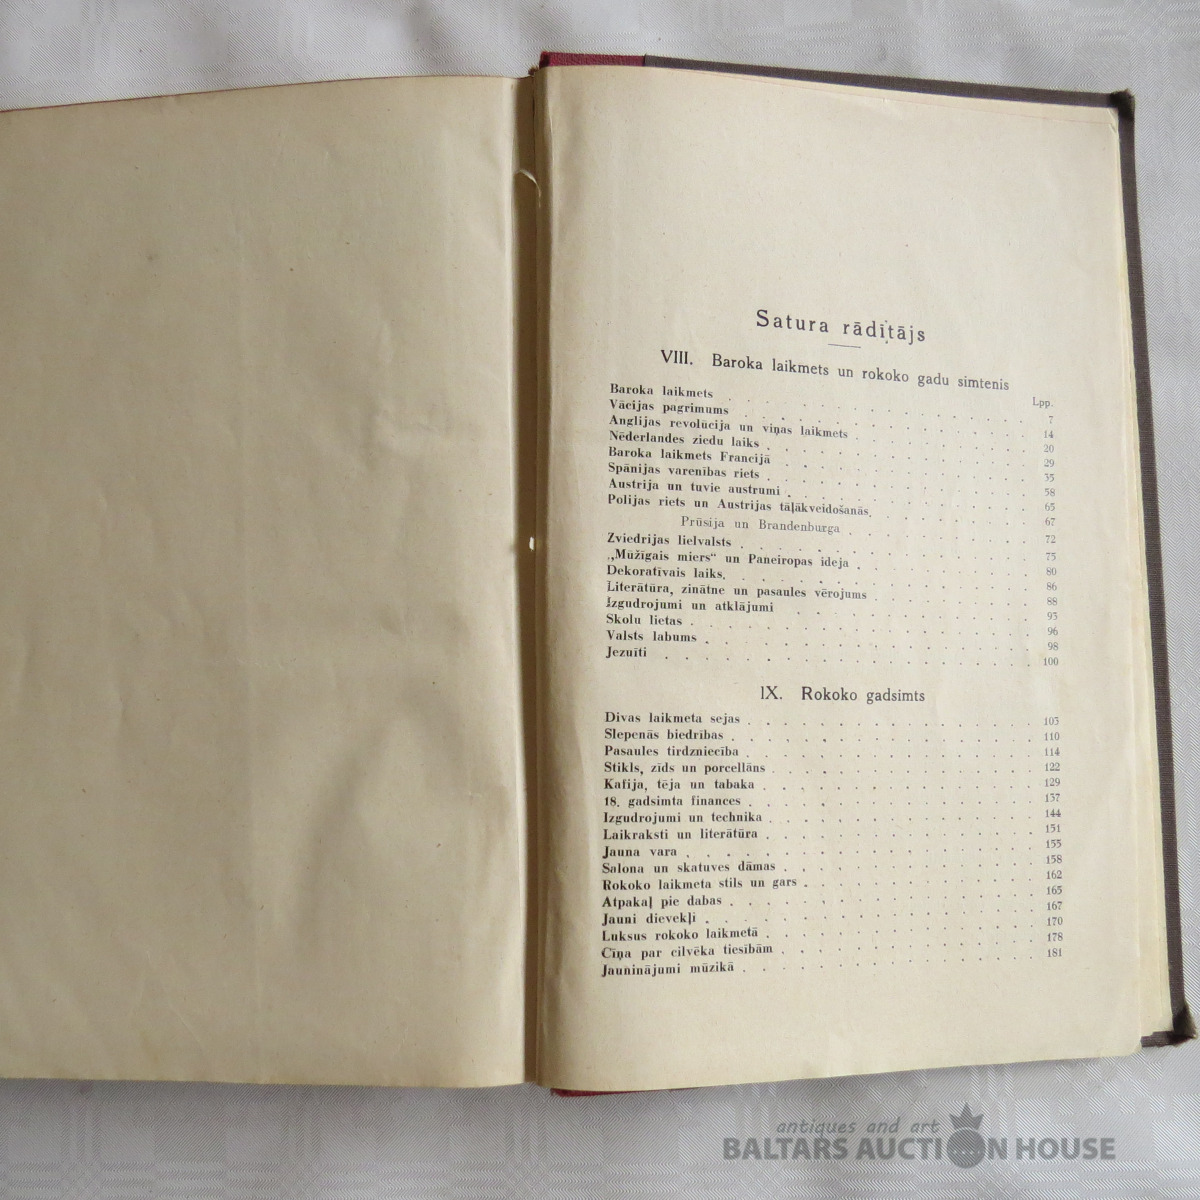 Satura rādītājs
VIII. Baroka laikmets un rokoko gadu simtenis
Lpp.
Baroka laikmets . . . 7
Vācijas pagrimums . . . 14
Anglijas revolūcija un viņas laikmets . . . 20
Nēderlandes ziedu laiks . . . 29
Baroka laikmets Francijā . . . 35
Spānijas varenības riets . . . 58
Austrija un tuvie austrumi . . . 65
Polijas riets un Austrijas tāļākveidošanās . . . 67
Prūsija un Brandenburga . . . 72
Zviedrijas lielvalsts . . . 75
„Mūžīgais miers“ un Paneiropas ideja . . . 80
Dekoratīvais laiks . . . 86
Literātūra, zinātne un pasaules vērojums . . . 88
Izgudrojumi un atklājumi . . . 93
Skolu lietas . . . 96
Valsts labums . . . 98
Jezuīti . . . 100
IX. Rokoko gadsimts
Divas laikmeta sejas . . . 103
Slepenās biedrības . . . 110
Pasaules tirdzniecība . . . 114
Stikls, zīds un porcellāns . . . 122
Kafija, tēja un tabaka . . . 129
18. gadsimta finances . . . 137
Izgudrojumi un technika . . . 144
Laikraksti un literātūra . . . 151
Jauna vara . . . 155
Salona un skatuves dāmas . . . 158
Rokoko laikmeta stils un gars . . . 162
Atpakaļ pie dabas . . . 165
Jauni dievekļi . . . 167
Luksus rokoko laikmetā . . . 170
Cīņa par cilvēka tiesībām . . . 178
Jauninājumi mūzikā . . . 181
antiques and art
BALTARS AUCTION HOUSE